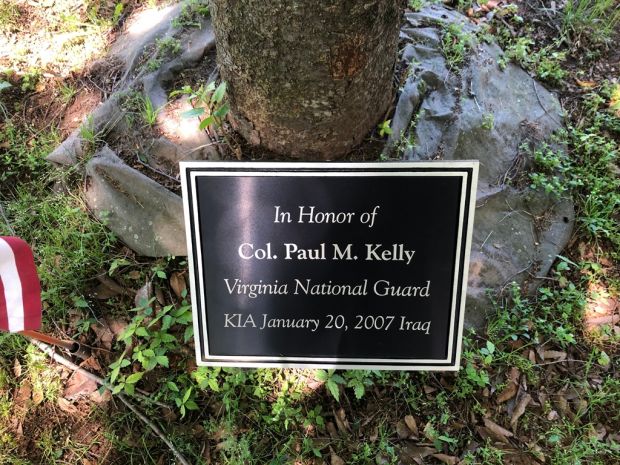 In Honor of
Col. Paul M. Kelly
Virginia National Guard
KIA January 20, 2007 Iraq